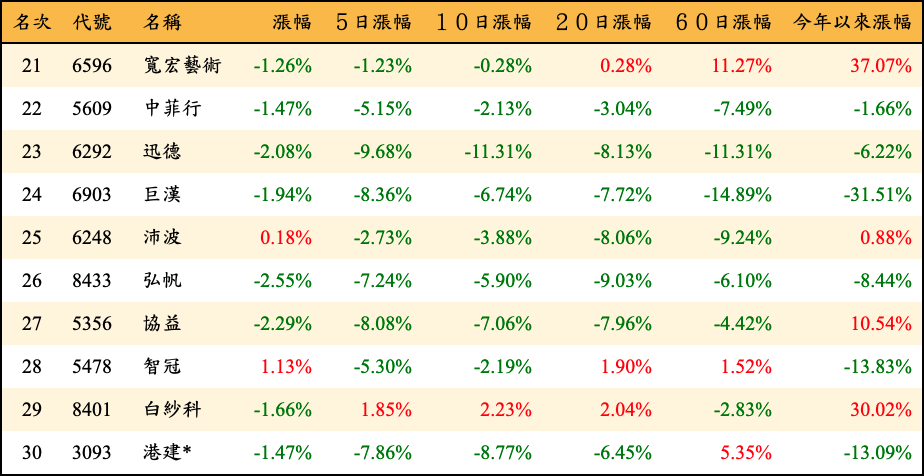 名次 代號 名稱 漲幅 ５日漲幅 １０日漲幅 ２０日漲幅 ６０日漲幅 今年以來漲幅
21 6596 寬宏藝術 -1.26% -1.23% -0.28% 0.28% 11.27% 37.07%
22 5609 中菲行 -1.47% -5.15% -2.13% -3.04% -7.49% -1.66%
23 6292 迅德 -2.08% -9.68% -11.31% -8.13% -11.31% -6.22%
24 6903 巨漢 -1.94% -8.36% -6.74% -7.72% -14.89% -31.51%
25 6248 沛波 0.18% -2.73% -3.88% -8.06% -9.24% 0.88%
26 8433 弘帆 -2.55% -7.24% -5.90% -9.03% -6.10% -8.44%
27 5356 協益 -2.29% -8.08% -7.06% -7.96% -4.42% 10.54%
28 5478 智冠 1.13% -5.30% -2.19% 1.90% 1.52% -13.83%
29 8401 白紗科 -1.66% 1.85% 2.23% 2.04% -2.83% 30.02%
30 3093 港建* -1.47% -7.86% -8.77% -6.45% 5.35% -13.09%